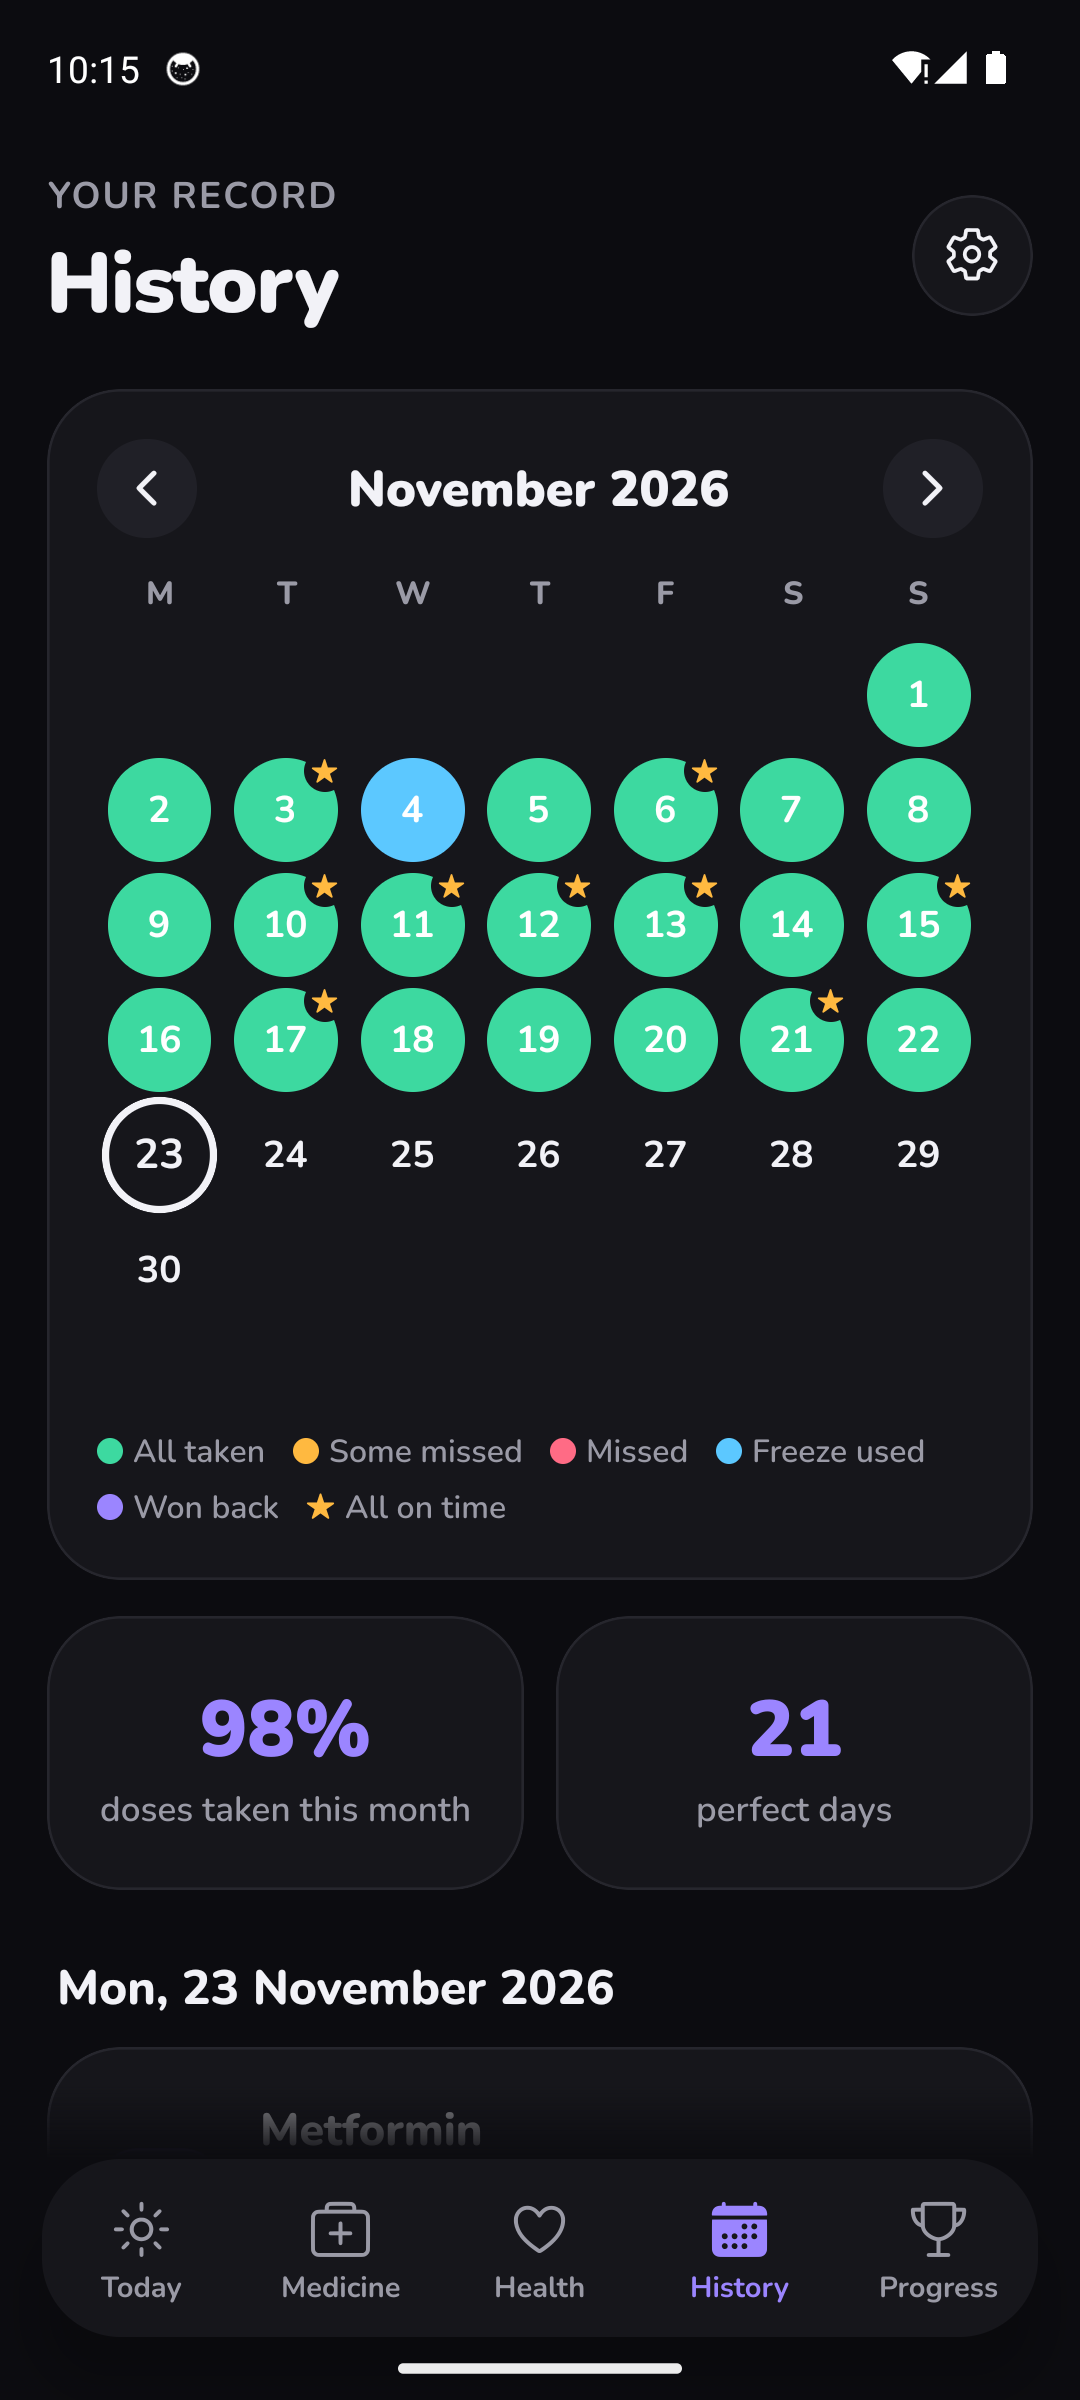 10:15
YOUR RECORD
History
November 2026
M T W T F S S
1
2 3 4 5 6 7 8
9 10 11 12 13 14 15
16 17 18 19 20 21 22
23 24 25 26 27 28 29
30
All taken Some missed Missed Freeze used
Won back All on time
98% 21
doses taken this month perfect days
Mon, 23 November 2026
Metformin
Today Medicine Health History Progress